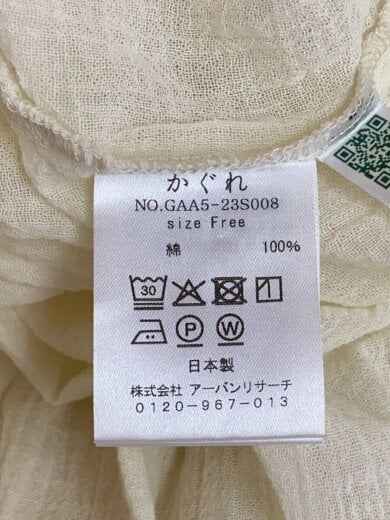 かぐれ
NO.GAA5-23S008
size Free
綿 100%
30
P W
日本製
株式会社 アーバンリサーチ
0120-967-013